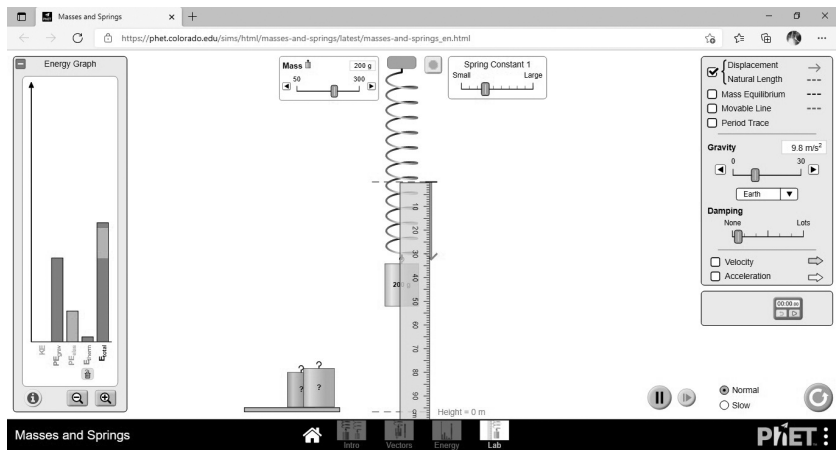 Masses and Springs
https://phet.colorado.edu/sims/html/masses-and-springs/latest/masses-and-springs_en.html
Energy Graph
KE
PEgrav
PEelas
Etherm
Etotal
Mass
200 g
50
300
Spring Constant 1
Small
Large
10
20
30
40
50
60
70
80
90
cm
200 g
?
?
?
?
Height = 0 m
Displacement
Natural Length
Mass Equilibrium
Movable Line
Period Trace
Gravity
9.8 m/s²
0
30
Earth
Damping
None
Lots
Velocity
Acceleration
00:00.00
Normal
Slow
Masses and Springs
Intro
Vectors
Energy
Lab
PhET